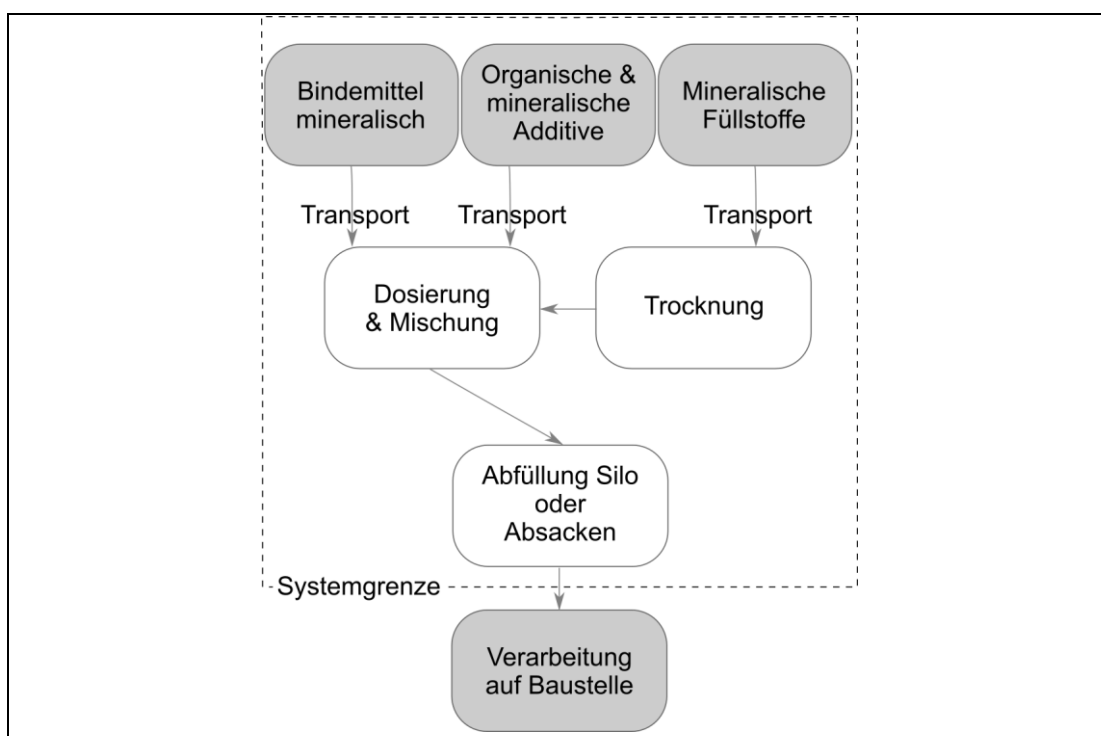 Bindemittel
mineralisch
Organische &
mineralische
Additive
Mineralische
Füllstoffe
Transport
Transport
Transport
Dosierung
& Mischung
Trocknung
Abfüllung Silo
oder
Absacken
Systemgrenze
Verarbeitung
auf Baustelle